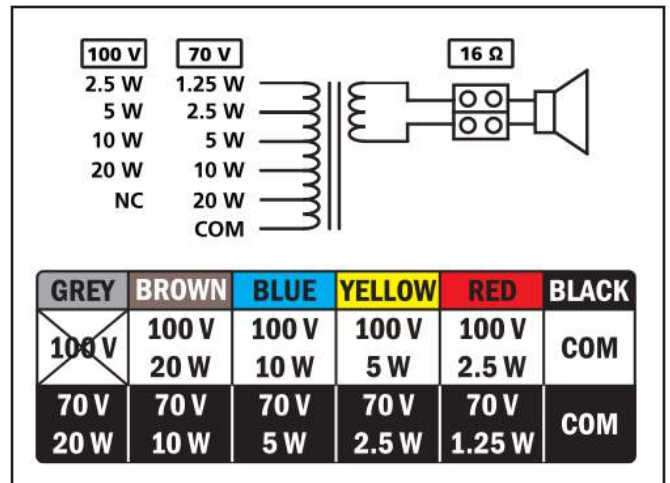 100 V 70 V 16 Ω
2.5 W 1.25 W
5 W 2.5 W
10 W 5 W
20 W 10 W
NC 20 W
COM
GREY BROWN BLUE YELLOW RED BLACK
100 V 100 V 100 V 100 V 100 V COM
20 W 10 W 5 W 2.5 W
70 V 70 V 70 V 70 V 70 V COM
20 W 10 W 5 W 2.5 W 1.25 W